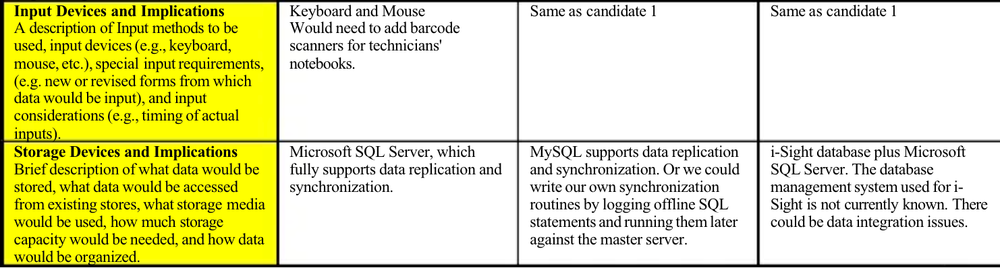 Input Devices and Implications
A description of Input methods to be
used, input devices (e.g., keyboard,
mouse, etc.), special input requirements,
(e.g. new or revised forms from which
data would be input), and input
considerations (e.g., timing of actual
inputs).
Keyboard and Mouse
Would need to add barcode
scanners for technicians'
notebooks.
Same as candidate 1
Same as candidate 1
Storage Devices and Implications
Brief description of what data would be
stored, what data would be accessed
from existing stores, what storage media
would be used, how much storage
capacity would be needed, and how data
would be organized.
Microsoft SQL Server, which
fully supports data replication and
synchronization.
MySQL supports data replication
and synchronization. Or we could
write our own synchronization
routines by logging offline SQL
statements and running them later
against the master server.
i-Sight database plus Microsoft
SQL Server. The database
management system used for i-
Sight is not currently known. There
could be data integration issues.